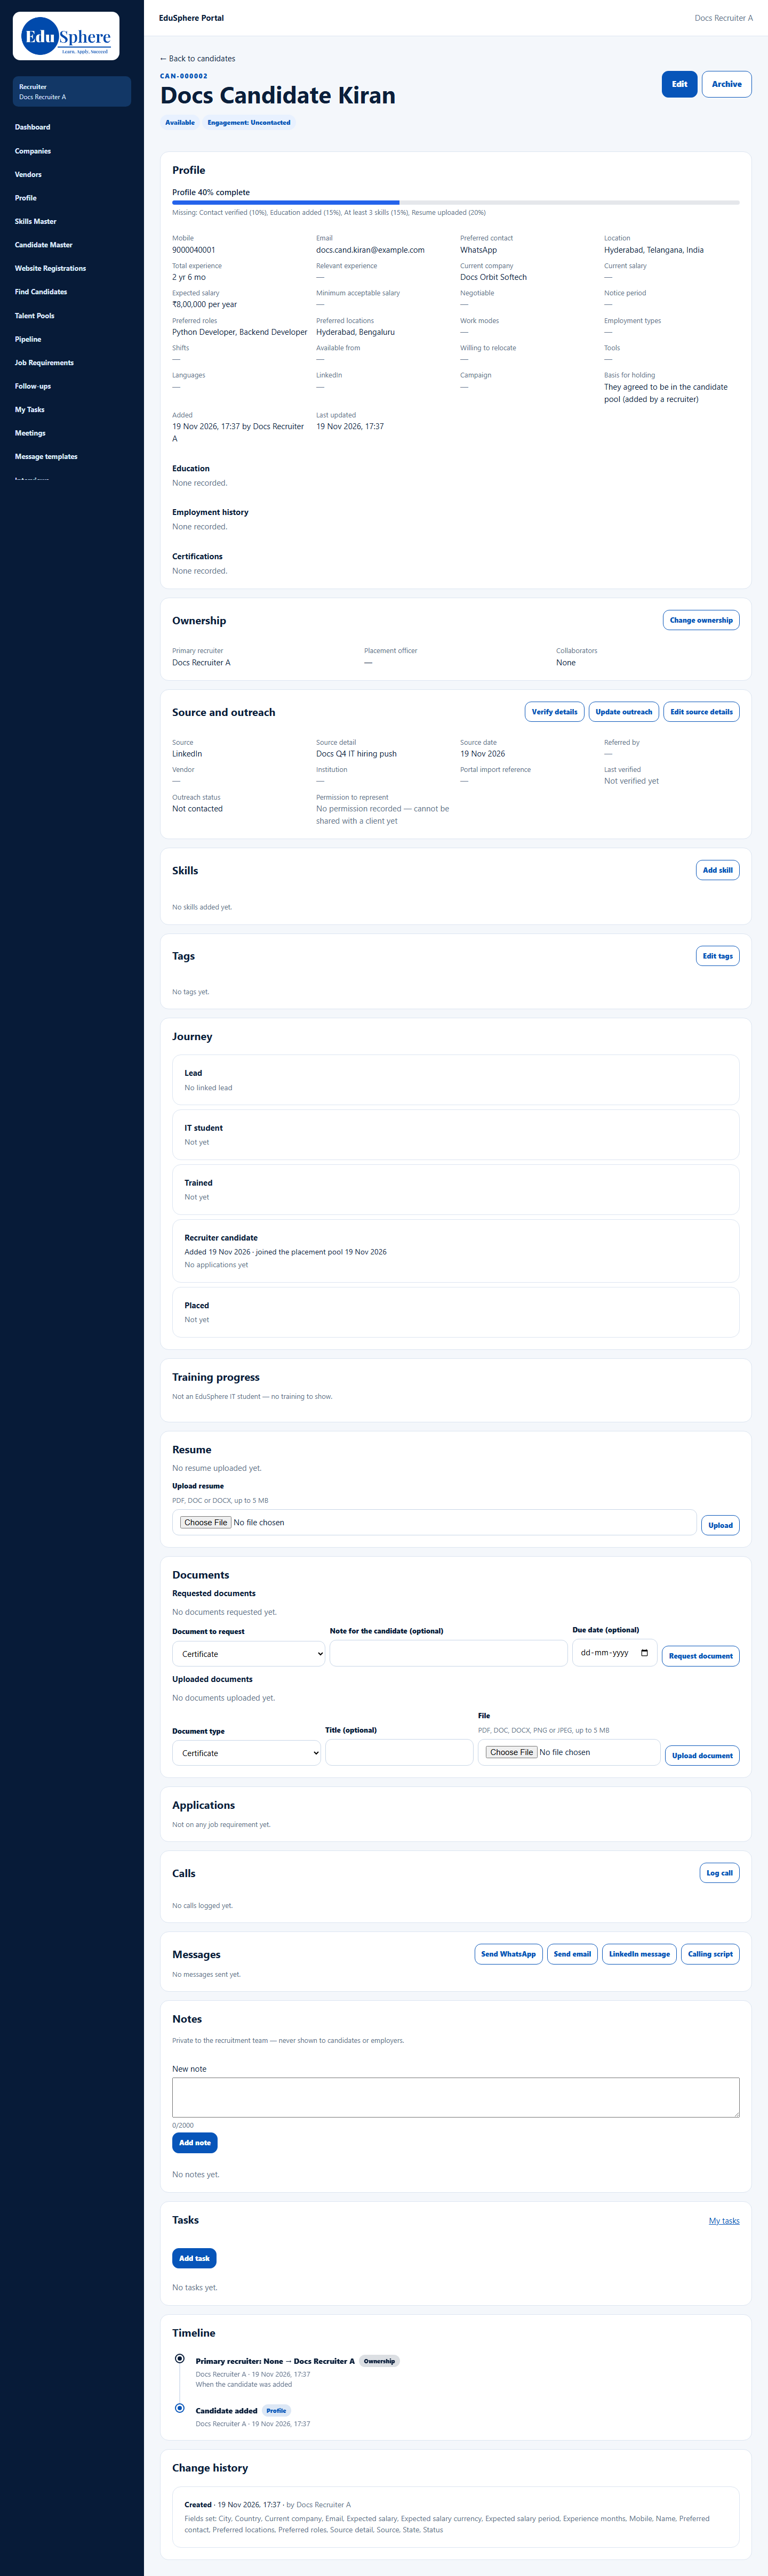 EduSphere
Learn. Apply. Succeed
EduSphere Portal
Docs Recruiter A
Recruiter
Docs Recruiter A
Dashboard
Companies
Vendors
Profile
Skills Master
Candidate Master
Website Registrations
Find Candidates
Talent Pools
Pipeline
Job Requirements
Follow-ups
My Tasks
Meetings
Message templates
← Back to candidates
CAN-000002
Docs Candidate Kiran
Edit
Archive
Available
Engagement: Uncontacted
Profile
Profile 40% complete
Missing: Contact verified (10%), Education added (15%), At least 3 skills (15%), Resume uploaded (20%)
Mobile Email Preferred contact Location
9000040001 docs.cand.kiran@example.com WhatsApp Hyderabad, Telangana, India
Total experience Relevant experience Current company Current salary
2 yr 6 mo — Docs Orbit Softech —
Expected salary Minimum acceptable salary Negotiable Notice period
₹8,00,000 per year — — —
Preferred roles Preferred locations Work modes Employment types
Python Developer, Backend Developer Hyderabad, Bengaluru — —
Shifts Available from Willing to relocate Tools
— — — —
Languages LinkedIn Campaign Basis for holding
— — — They agreed to be in the candidate
pool (added by a recruiter)
Added Last updated
19 Nov 2026, 17:37 by Docs Recruiter 19 Nov 2026, 17:37
A
Education
None recorded.
Employment history
None recorded.
Certifications
None recorded.
Ownership
Change ownership
Primary recruiter Placement officer Collaborators
Docs Recruiter A — None
Source and outreach
Verify details Update outreach Edit source details
Source Source detail Source date Referred by
LinkedIn Docs Q4 IT hiring push 19 Nov 2026 —
Vendor Institution Portal import reference Last verified
— — — Not verified yet
Outreach status Permission to represent
Not contacted No permission recorded — cannot be
shared with a client yet
Skills
Add skill
No skills added yet.
Tags
Edit tags
No tags yet.
Journey
Lead
No linked lead
IT student
Not yet
Trained
Not yet
Recruiter candidate
Added 19 Nov 2026 · joined the placement pool 19 Nov 2026
No applications yet
Placed
Not yet
Training progress
Not an EduSphere IT student — no training to show.
Resume
No resume uploaded yet.
Upload resume
PDF, DOC or DOCX, up to 5 MB
Choose File No file chosen
Upload
Documents
Requested documents
No documents requested yet.
Document to request Note for the candidate (optional) Due date (optional)
Certificate dd-mm-yyyy Request document
Uploaded documents
No documents uploaded yet.
File
Document type Title (optional) PDF, DOC, DOCX, PNG or JPEG, up to 5 MB
Certificate Choose File No file chosen Upload document
Applications
Not on any job requirement yet.
Calls
Log call
No calls logged yet.
Messages
Send WhatsApp Send email LinkedIn message Calling script
No messages sent yet.
Notes
Private to the recruitment team — never shown to candidates or employers.
New note
0/2000
Add note
No notes yet.
Tasks
My tasks
Add task
No tasks yet.
Timeline
Primary recruiter: None → Docs Recruiter A Ownership
Docs Recruiter A · 19 Nov 2026, 17:37
When the candidate was added
Candidate added Profile
Docs Recruiter A · 19 Nov 2026, 17:37
Change history
Created · 19 Nov 2026, 17:37 · by Docs Recruiter A
Fields set: City, Country, Current company, Email, Expected salary, Expected salary currency, Expected salary period, Experience months, Mobile, Name, Preferred
contact, Preferred locations, Preferred roles, Source detail, Source, State, Status